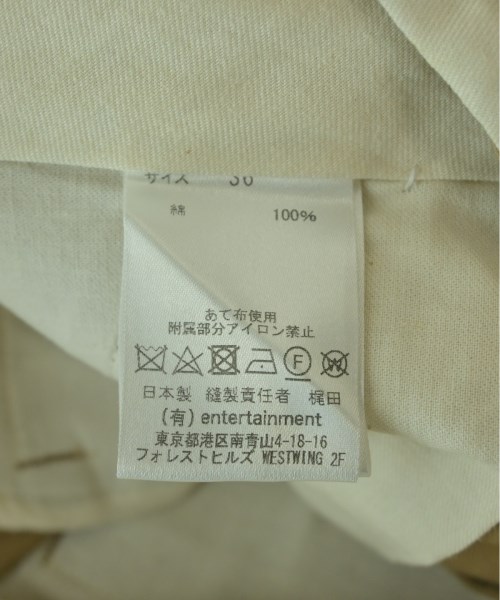 サイズ 36
綿 100%
あて布使用
附属部分アイロン禁止
F W
日本製 縫製責任者 梶田
(有) entertainment
東京都港区南青山4-18-16
フォレストヒルズ WESTWING 2F